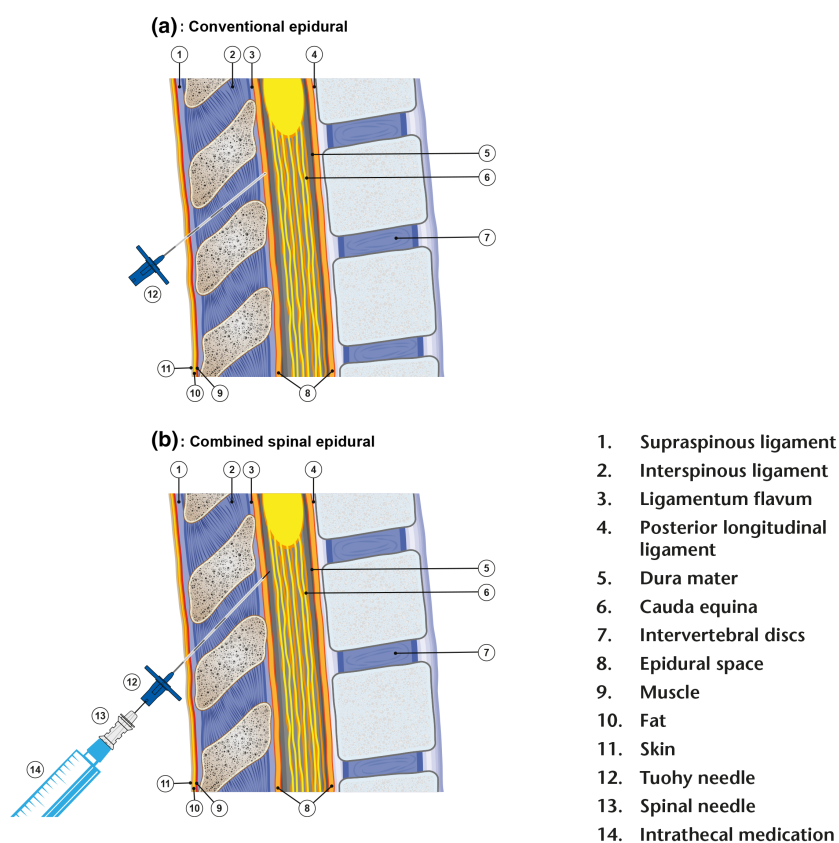 (a): Conventional epidural
1 2 3 4
5
6
7
12
11
10 9 8
(b): Combined spinal epidural
1 2 3 4
5
6
7
12
13
14
11
10 9 8
1. Supraspinous ligament
2. Interspinous ligament
3. Ligamentum flavum
4. Posterior longitudinal
ligament
5. Dura mater
6. Cauda equina
7. Intervertebral discs
8. Epidural space
9. Muscle
10. Fat
11. Skin
12. Tuohy needle
13. Spinal needle
14. Intrathecal medication